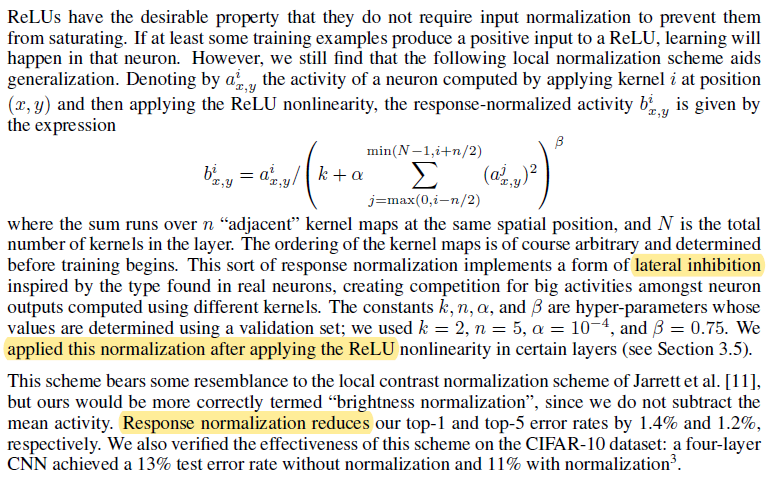 ReLUs have the desirable property that they do not require input normalization to prevent them
from saturating. If at least some training examples produce a positive input to a ReLU, learning will
happen in that neuron. However, we still find that the following local normalization scheme aids
generalization. Denoting by a^i_{x,y} the activity of a neuron computed by applying kernel i at position
(x, y) and then applying the ReLU nonlinearity, the response-normalized activity b^i_{x,y} is given by
the expression
b^i_{x,y} = a^i_{x,y} / ( k + α ∑_{j=max(0,i−n/2)}^{min(N−1,i+n/2)} (a^j_{x,y})^2 )^β
where the sum runs over n “adjacent” kernel maps at the same spatial position, and N is the total
number of kernels in the layer. The ordering of the kernel maps is of course arbitrary and determined
before training begins. This sort of response normalization implements a form of lateral inhibition
inspired by the type found in real neurons, creating competition for big activities amongst neuron
outputs computed using different kernels. The constants k, n, α, and β are hyper-parameters whose
values are determined using a validation set; we used k = 2, n = 5, α = 10^{−4}, and β = 0.75. We
applied this normalization after applying the ReLU nonlinearity in certain layers (see Section 3.5).
This scheme bears some resemblance to the local contrast normalization scheme of Jarrett et al. [11],
but ours would be more correctly termed “brightness normalization”, since we do not subtract the
mean activity. Response normalization reduces our top-1 and top-5 error rates by 1.4% and 1.2%,
respectively. We also verified the effectiveness of this scheme on the CIFAR-10 dataset: a four-layer
CNN achieved a 13% test error rate without normalization and 11% with normalization³.